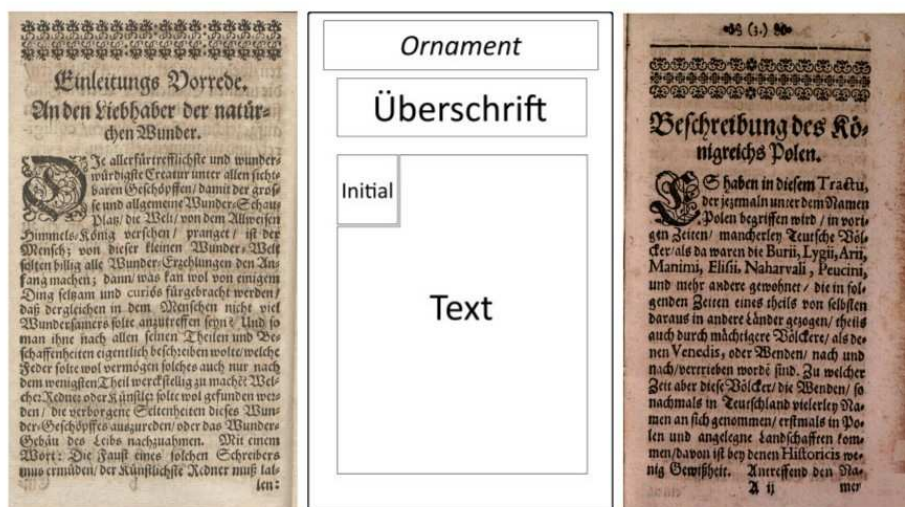 Einleitungs Vorrede.
An den Liebhaber der natür-
chen Wunder.
DJe allerfürtrefflichſte und wunder-
würdigſte Creatur unter allen ſicht-
baren Geſchöpffen/ damit der groſ-
ſe und allgemeine Wunder-Schau-
Platz/ die Welt/ von dem Allweiſen
Himmels-König verſehen/ pranget/ iſt der
Menſch; von dieſer kleinen Wunder-Welt
ſolten billig alle Wunder-Erzehlungen den An-
fang machen; dann/ was kan wol von einigem
Ding ſeltzam und curiös fürgebracht werden/
daß dergleichen in dem Menſchen nicht viel
Wunderſamers ſolte anzutreffen ſeyn? Und ſo
man ihne nach allen ſeinen Theilen und Be-
ſchaffenheiten eigentlich beſchreiben wolte/ welche
Feder ſolte wol vermögen ſolches auch nur nach
dem wenigſten Theil werckſtellig zu machẽ? Wel-
cher Redner oder Künſtler ſolte wol gefunden wer-
den/ die verborgene Seltenheiten dieſes Wun-
der-Geſchöpffes auszureden/ oder das Wunder-
Gebäu des Leibs nachzuahmen. Mit einem
Wort: Die Fauſt eines ſolchen Schreibers
mus ermüden/ der Künſtlichſte Redner muß lal-
len:
Ornament
Überschrift
Initial
Text
(3.)
Beſchreibung des Kö-
nigreichs Polen.
ES haben in dieſem Tractu,
der jezemaln unter dem Namen
Polen begriffen wird/ in vori-
gen Zeiten/ mancherley Teutſche Völ-
cker/ als da waren die Burii, Lygii, Arii,
Manimi, Eliſii, Naharvali, Peucini,
und mehr andere gewohnet/ die in fol-
genden Zeiten eines theils von ſelbſten
daraus in andere Länder gezogen/ theils
auch durch mächtigere Völckere/ als de-
nen Venedis, oder Wenden/ nach und
nach/ vertrieben wordẽ ſind. Zu welcher
Zeit aber dieſe Völcker/ die Wenden/ ſo
nachmals in Teutſchland vielerley Na-
men an ſich genommen/ erſtmals in Po-
len und angelegne Landſchafften kom-
men/ davon iſt bey denen Hiſtoricis we-
nig Gewißheit. Antreffend den Na-
A ij mer